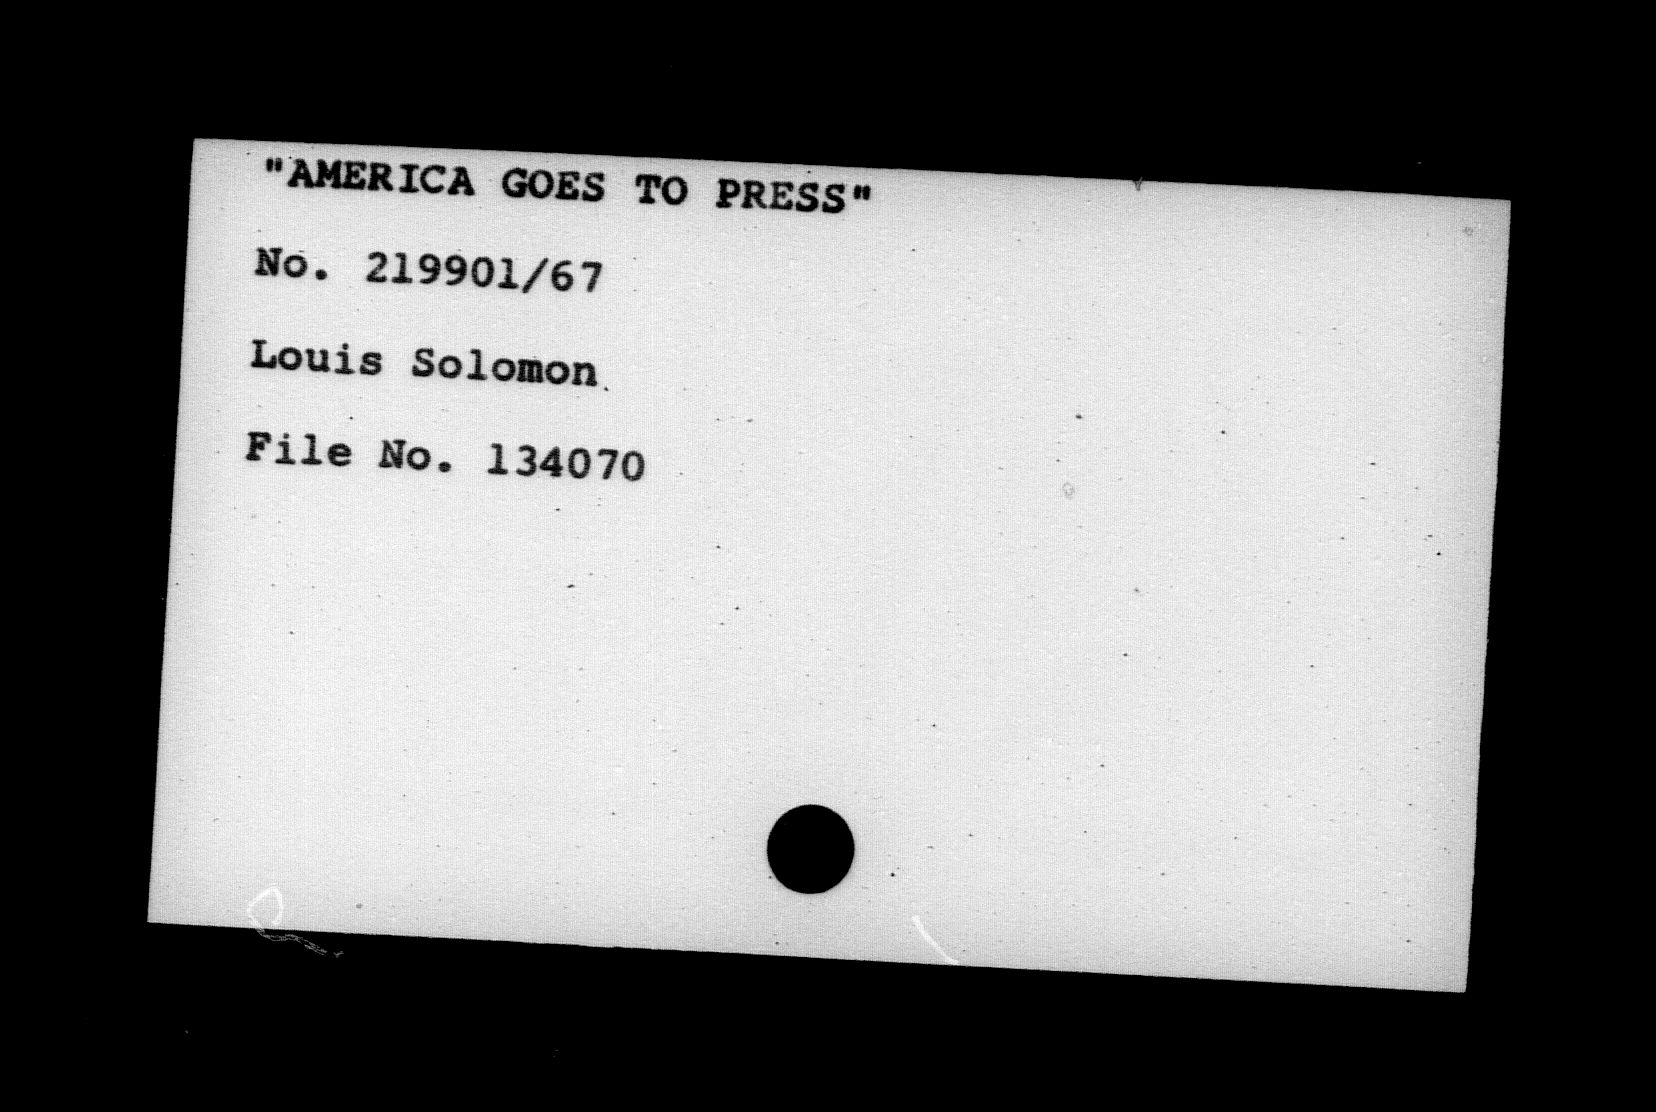 "AMERICA GOES TO PRESS"
No. 219901/67
Louis Solomon
File No. 134070